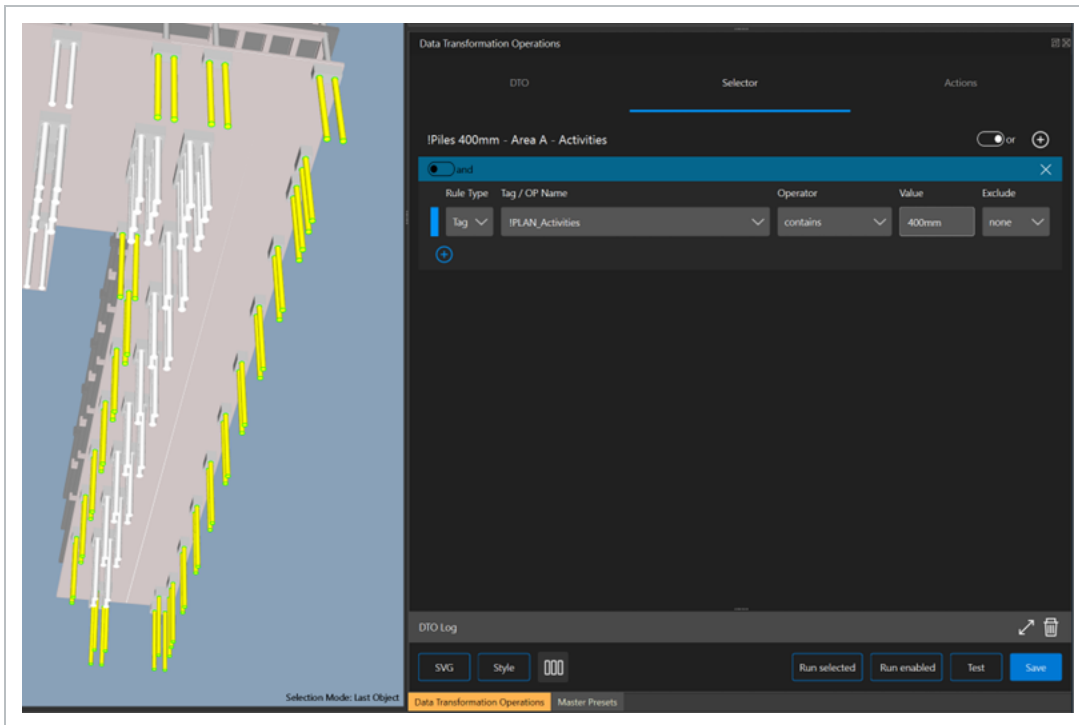 Data Transformation Operations
DTO Selector Actions
!Piles 400mm - Area A - Activities or
and
Rule Type Tag / OP Name Operator Value Exclude
Tag !PLAN_Activities contains 400mm none
DTO Log
SVG Style Run selected Run enabled Test Save
Selection Mode: Last Object
Data Transformation Operations Master Presets